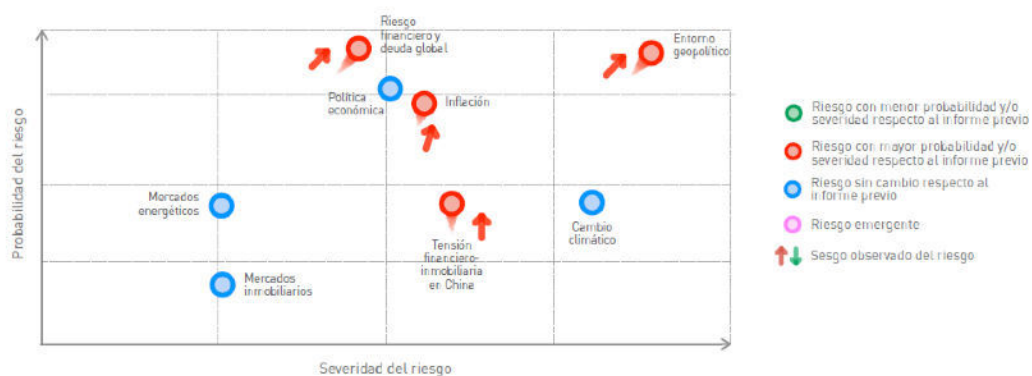 Riesgo
financiero y
deuda global
Entorno
geopolítico
Política
económica
Inflación
Mercados
energéticos
Tensión
financiero-
inmobiliaria
en China
Cambio
climático
Mercados
inmobiliarios
Probabilidad del riesgo
Severidad del riesgo
Riesgo con menor probabilidad y/o
severidad respecto al informe previo
Riesgo con mayor probabilidad y/o
severidad respecto al informe previo
Riesgo sin cambio respecto al
informe previo
Riesgo emergente
Sesgo observado del riesgo